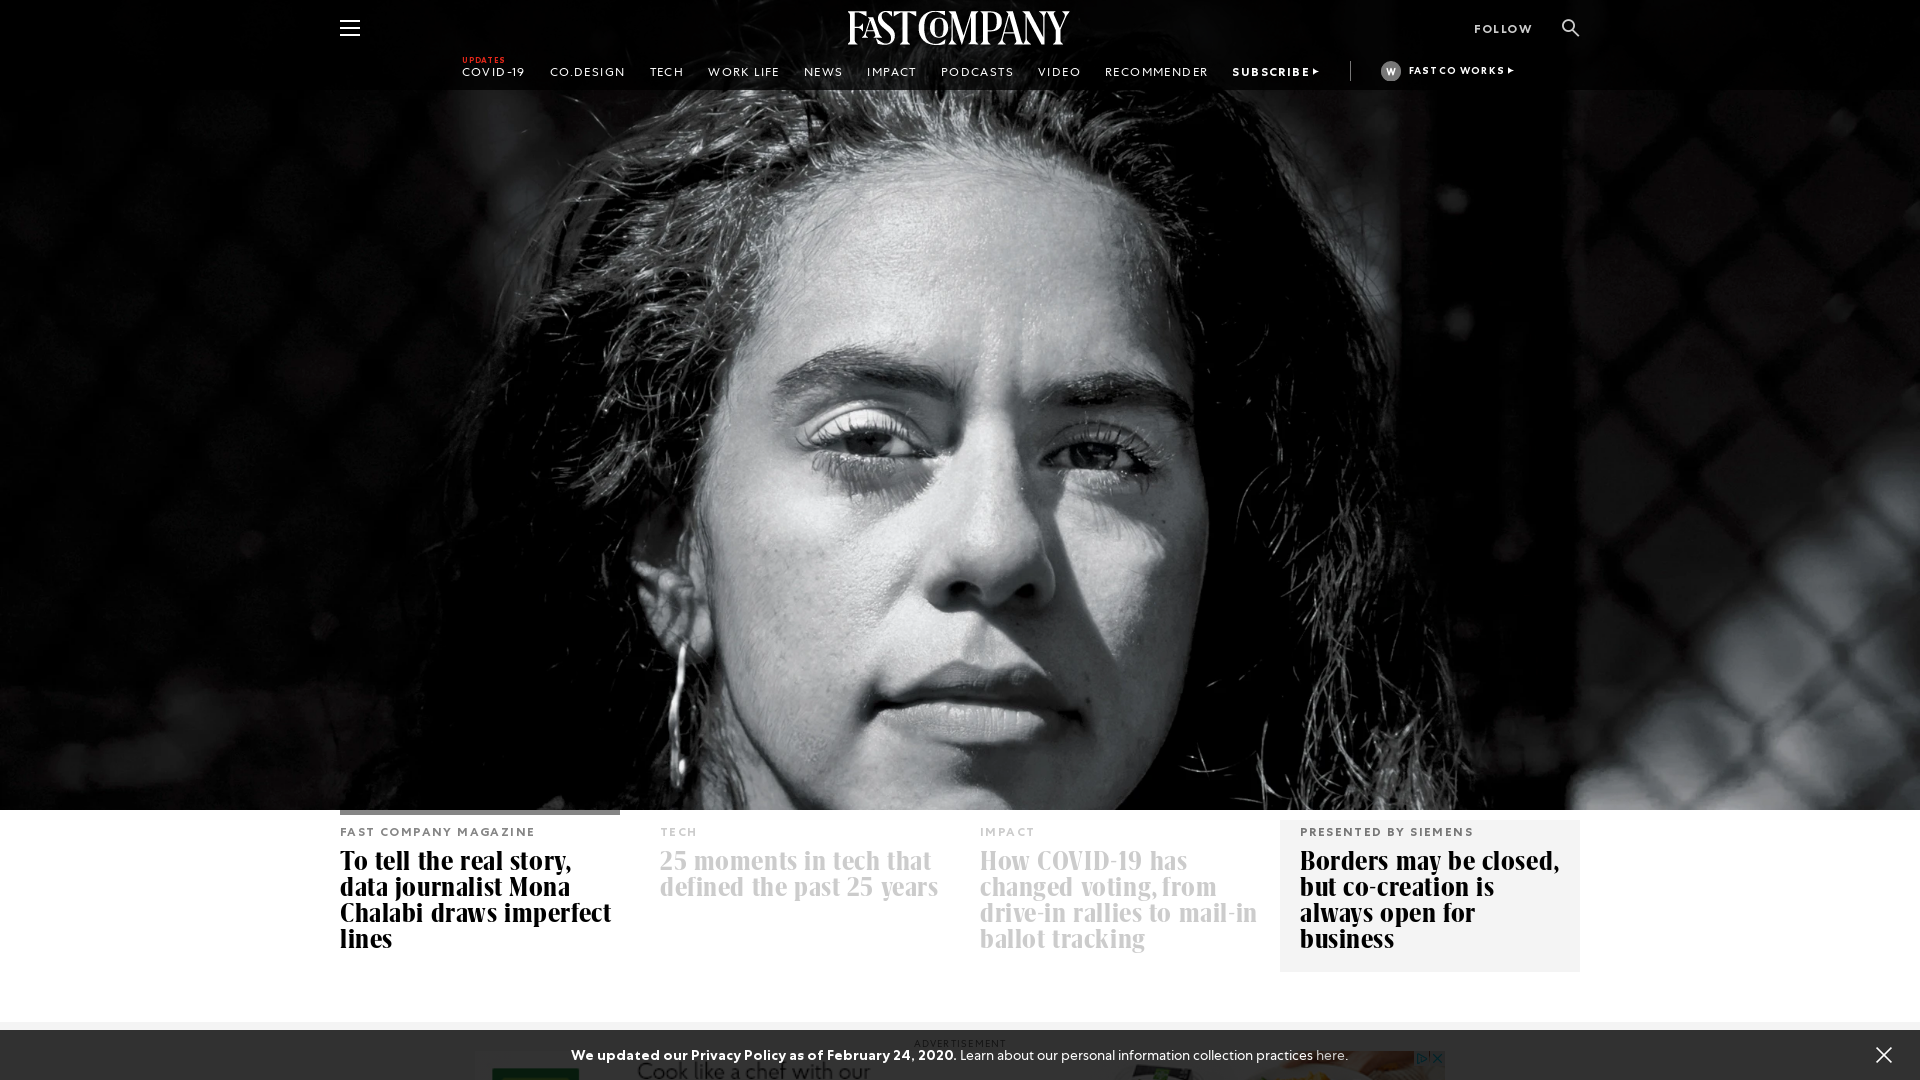 FAST COMPANY
FOLLOW
UPDATES
COVID-19
CO.DESIGN
TECH
WORK LIFE
NEWS
IMPACT
PODCASTS
VIDEO
RECOMMENDER
SUBSCRIBE
W
FASTCO WORKS
FAST COMPANY MAGAZINE
To tell the real story,
data journalist Mona
Chalabi draws imperfect
lines
TECH
25 moments in tech that
defined the past 25 years
IMPACT
How COVID-19 has
changed voting, from
drive-in rallies to mail-in
ballot tracking
PRESENTED BY SIEMENS
Borders may be closed,
but co-creation is
always open for
business
ADVERTISEMENT
We updated our Privacy Policy as of February 24, 2020. Learn about our personal information collection practices here.
Cook like a chef with our